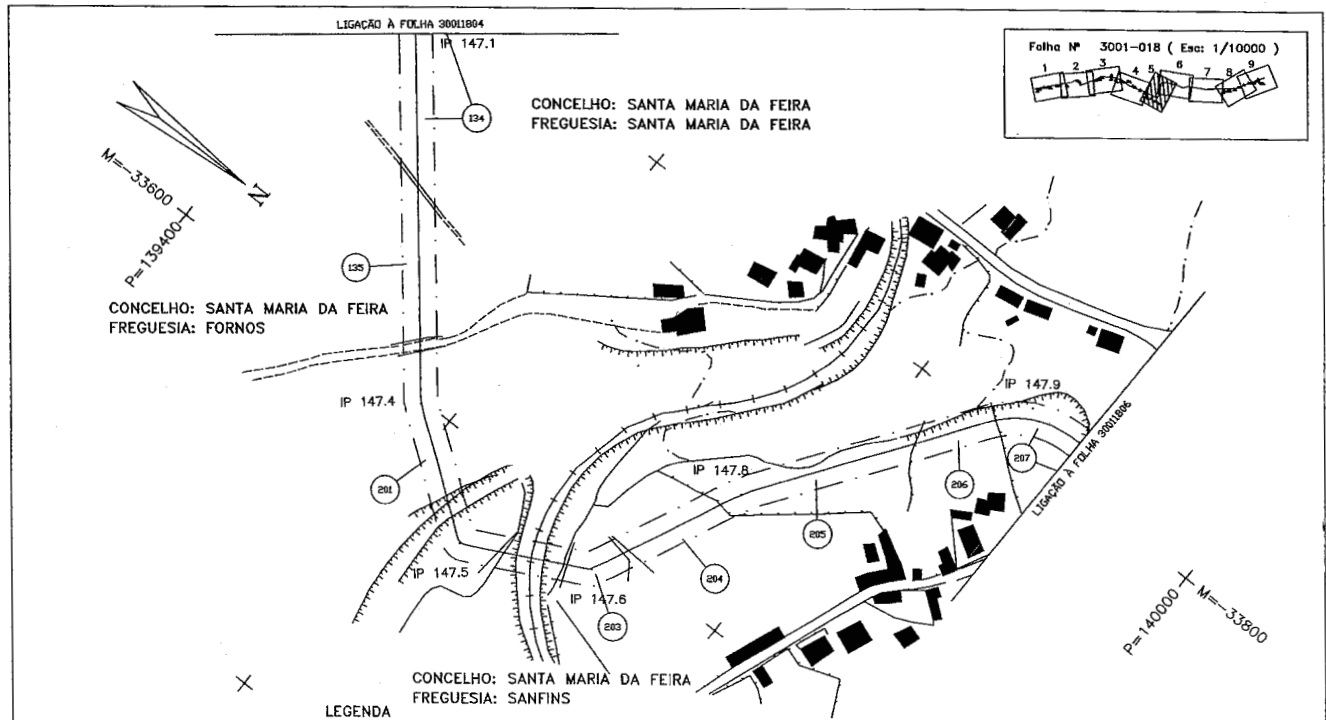 LIGAÇÃO À FOLHA 30011804
IP 147.1
Folha Nº 3001-018 ( Esc: 1/10000 )
1 2 3 4 5 6 7 8 9
134
CONCELHO: SANTA MARIA DA FEIRA
FREGUESIA: SANTA MARIA DA FEIRA
M=-33600
P=139400
N
135
CONCELHO: SANTA MARIA DA FEIRA
FREGUESIA: FORNOS
IP 147.4
IP 147.9
LIGAÇÃO À FOLHA 30011806
201
IP 147.8
207
206
205
IP 147.5
204
IP 147.6
203
P=140000
M=-33800
CONCELHO: SANTA MARIA DA FEIRA
FREGUESIA: SANFINS
LEGENDA